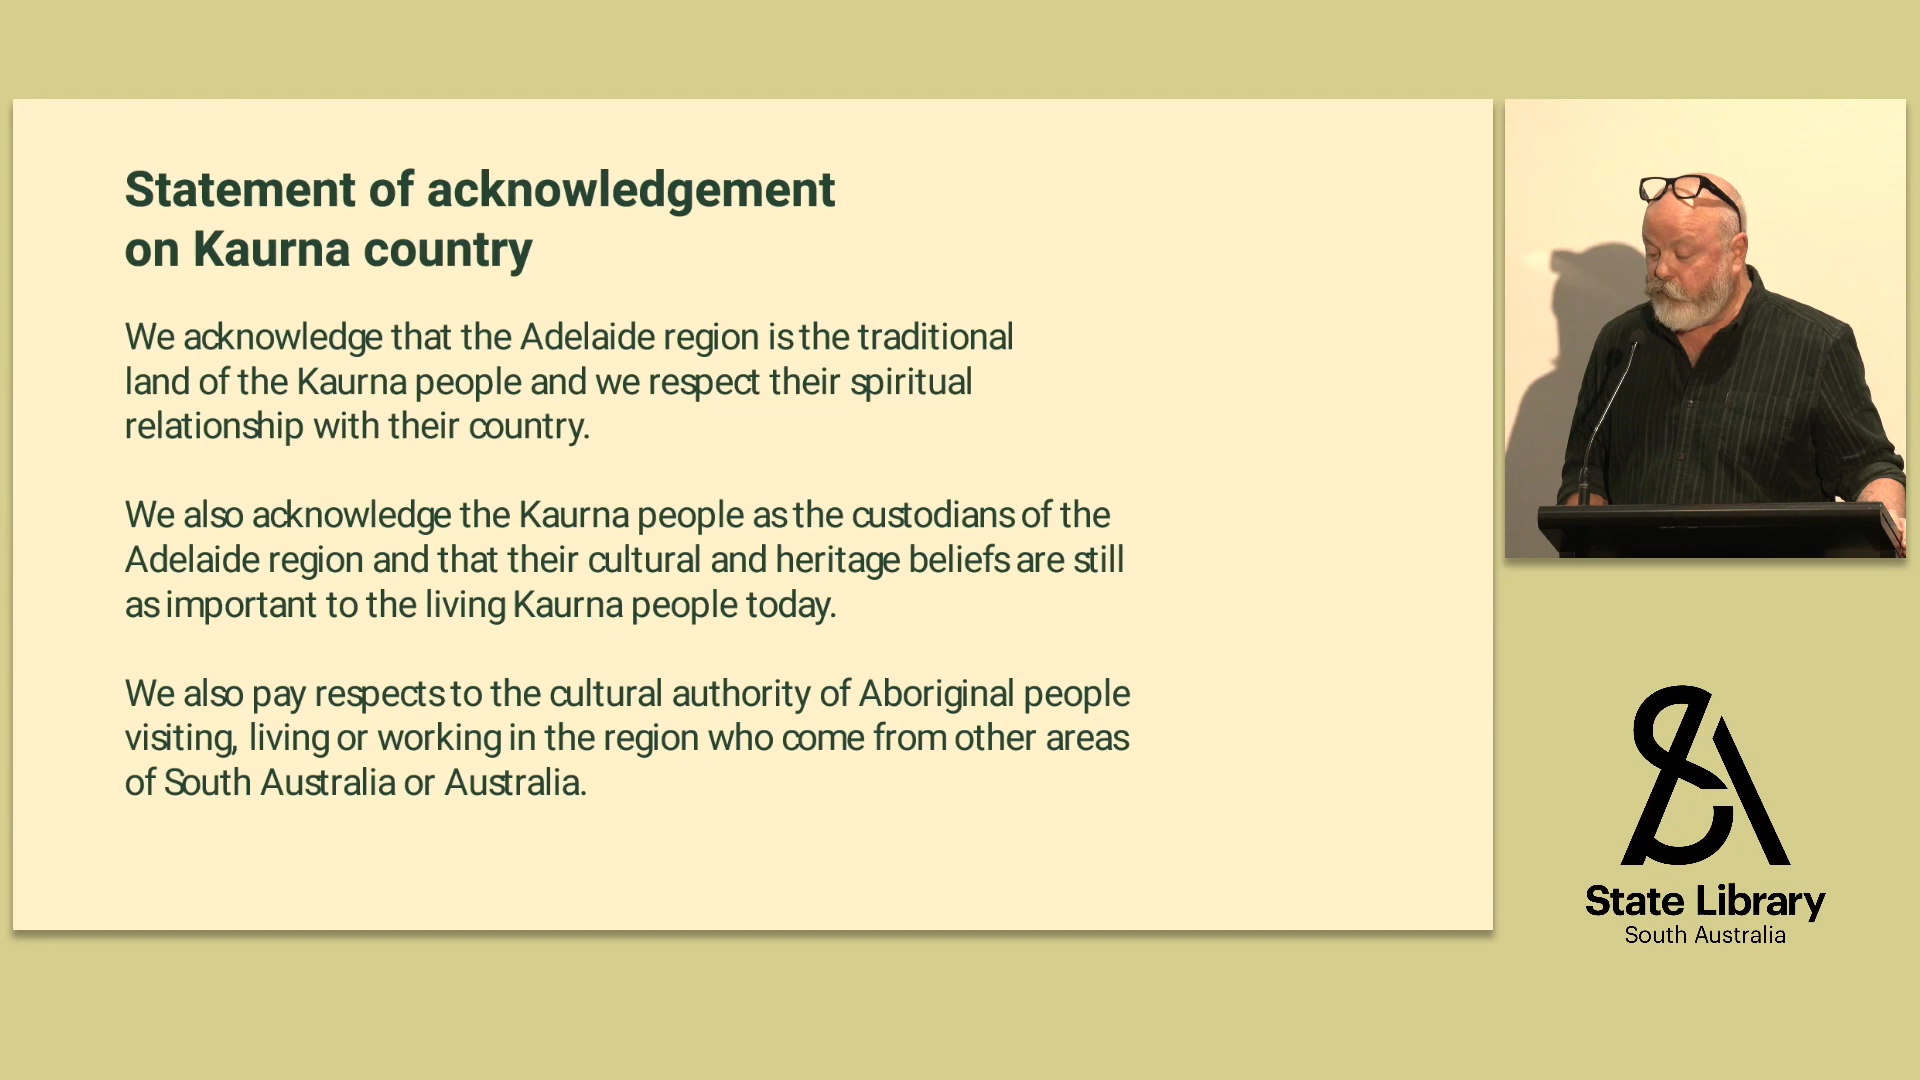 Statement of acknowledgement
on Kaurna country
We acknowledge that the Adelaide region is the traditional
land of the Kaurna people and we respect their spiritual
relationship with their country.
We also acknowledge the Kaurna people as the custodians of the
Adelaide region and that their cultural and heritage beliefs are still
as important to the living Kaurna people today.
We also pay respects to the cultural authority of Aboriginal people
visiting, living or working in the region who come from other areas
of South Australia or Australia.
State Library
South Australia